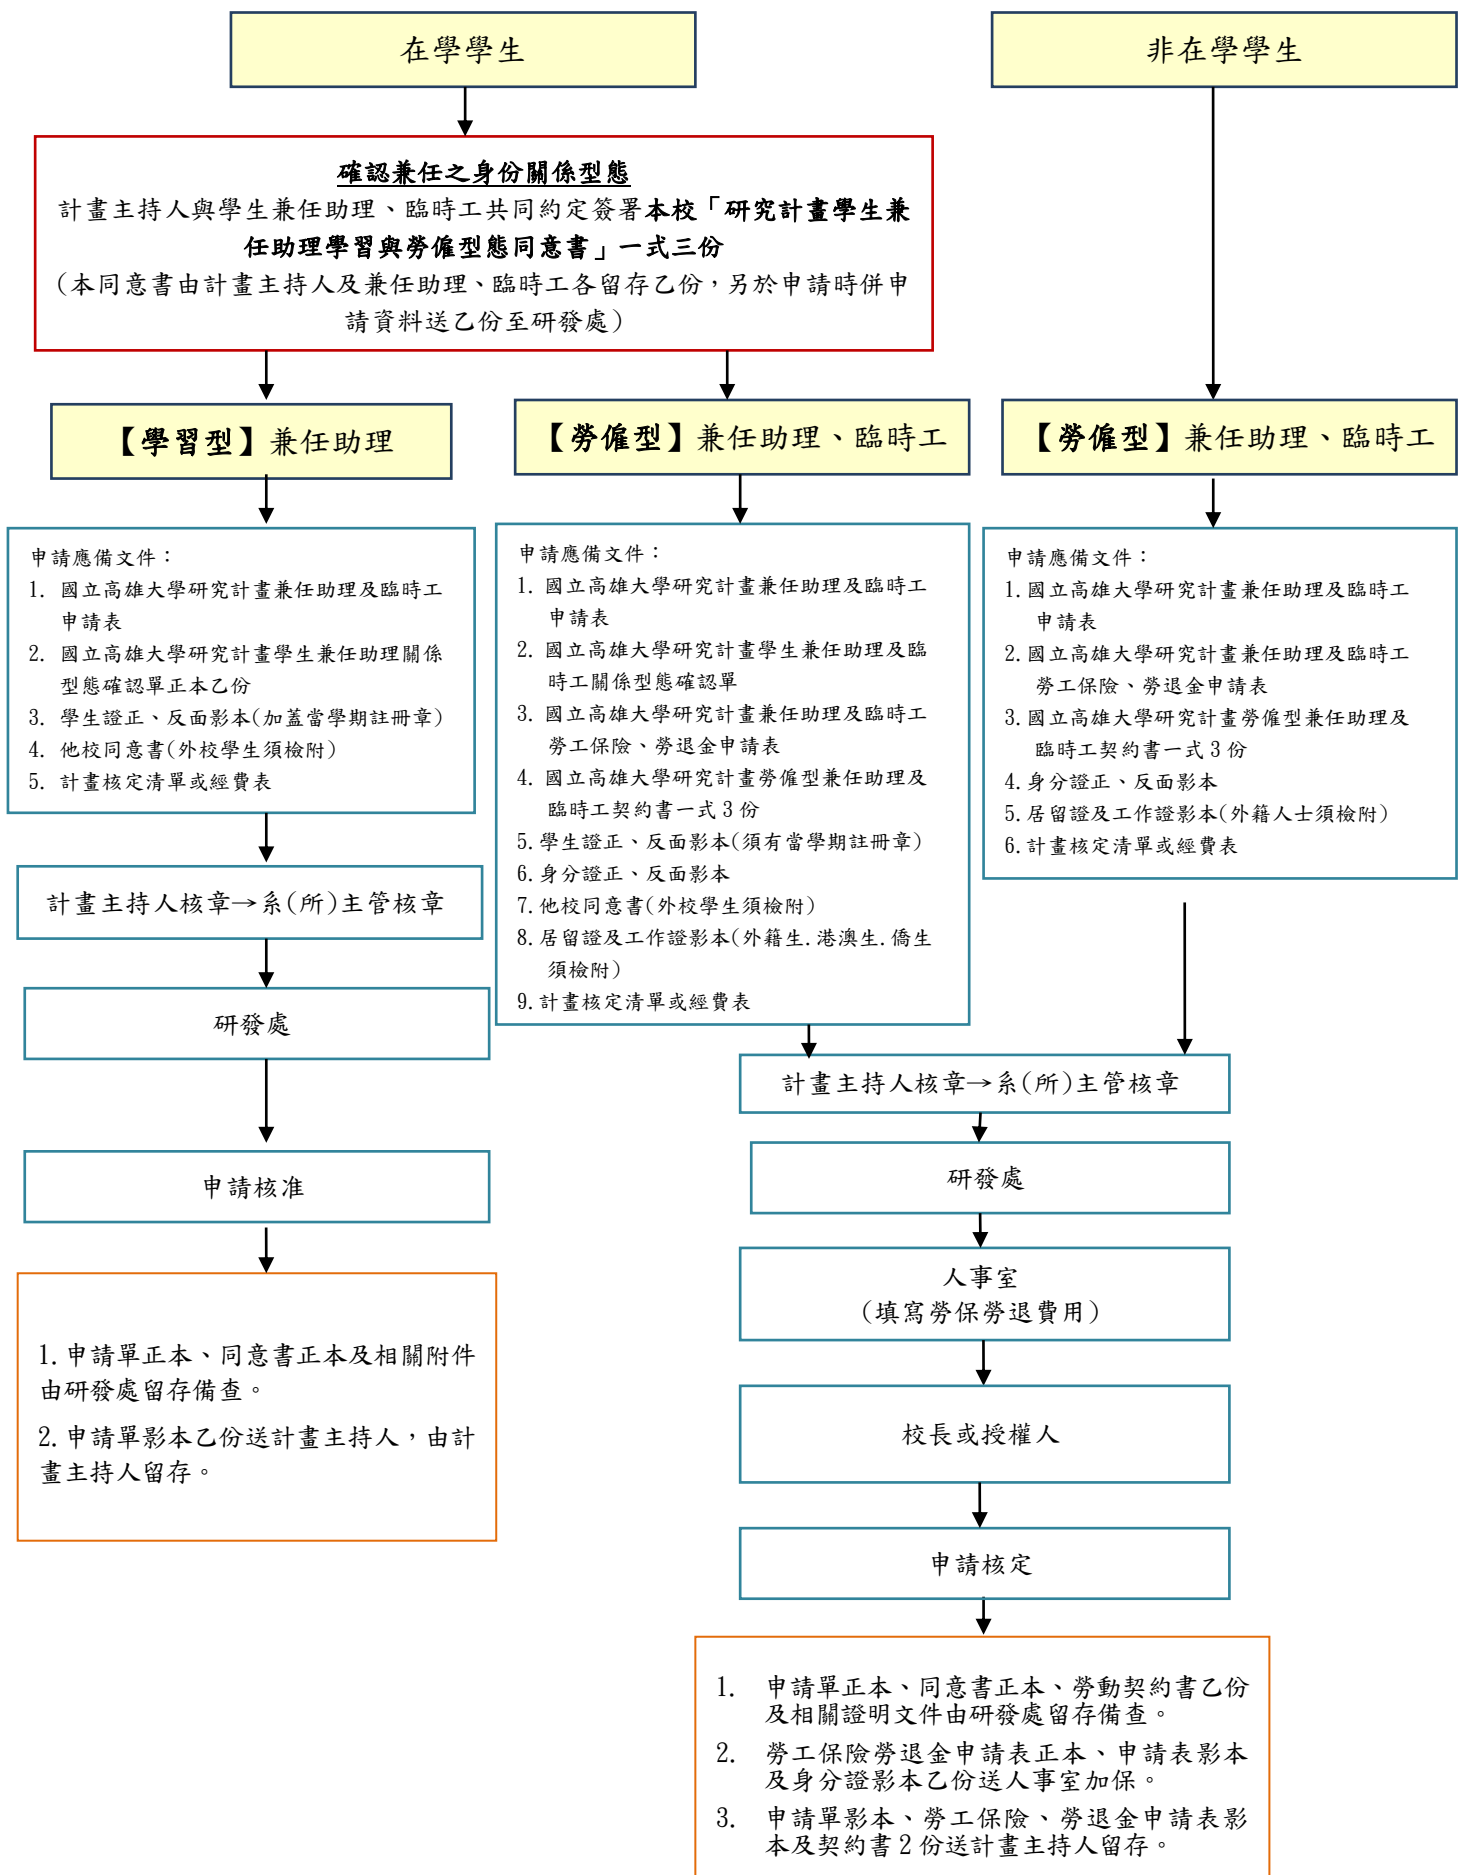 在學學生
非在學學生
確認兼任之身份關係型態
計畫主持人與學生兼任助理、臨時工共同約定簽署本校「研究計畫學生兼
任助理學習與勞僱型態同意書」一式三份
(本同意書由計畫主持人及兼任助理、臨時工各留存乙份，另於申請時併申
請資料送乙份至研發處)
【學習型】兼任助理
【勞僱型】兼任助理、臨時工
【勞僱型】兼任助理、臨時工
申請應備文件：
1. 國立高雄大學研究計畫兼任助理及臨時工
申請表
2. 國立高雄大學研究計畫學生兼任助理關係
型態確認單正本乙份
3. 學生證正、反面影本(加蓋當學期註冊章)
4. 他校同意書(外校學生須檢附)
5. 計畫核定清單或經費表
計畫主持人核章→系(所)主管核章
研發處
申請核准
1.申請單正本、同意書正本及相關附件
由研發處留存備查。
2.申請單影本乙份送計畫主持人，由計
畫主持人留存。
申請應備文件：
1. 國立高雄大學研究計畫兼任助理及臨時工
申請表
2. 國立高雄大學研究計畫學生兼任助理及臨
時工關係型態確認單
3. 國立高雄大學研究計畫兼任助理及臨時工
勞工保險、勞退金申請表
4. 國立高雄大學研究計畫勞僱型兼任助理及
臨時工契約書一式 3 份
5.學生證正、反面影本(須有當學期註冊章)
6.身分證正、反面影本
7.他校同意書(外校學生須檢附)
8.居留證及工作證影本(外籍生.港澳生.僑生
須檢附)
9.計畫核定清單或經費表
申請應備文件：
1.國立高雄大學研究計畫兼任助理及臨時工
申請表
2.國立高雄大學研究計畫兼任助理及臨時工
勞工保險、勞退金申請表
3.國立高雄大學研究計畫勞僱型兼任助理及
臨時工契約書一式 3 份
4.身分證正、反面影本
5.居留證及工作證影本(外籍人士須檢附)
6.計畫核定清單或經費表
計畫主持人核章→系(所)主管核章
研發處
人事室
(填寫勞保勞退費用)
校長或授權人
申請核定
1. 申請單正本、同意書正本、勞動契約書乙份
及相關證明文件由研發處留存備查。
2. 勞工保險勞退金申請表正本、申請表影本
及身分證影本乙份送人事室加保。
3. 申請單影本、勞工保險、勞退金申請表影
本及契約書 2 份送計畫主持人留存。